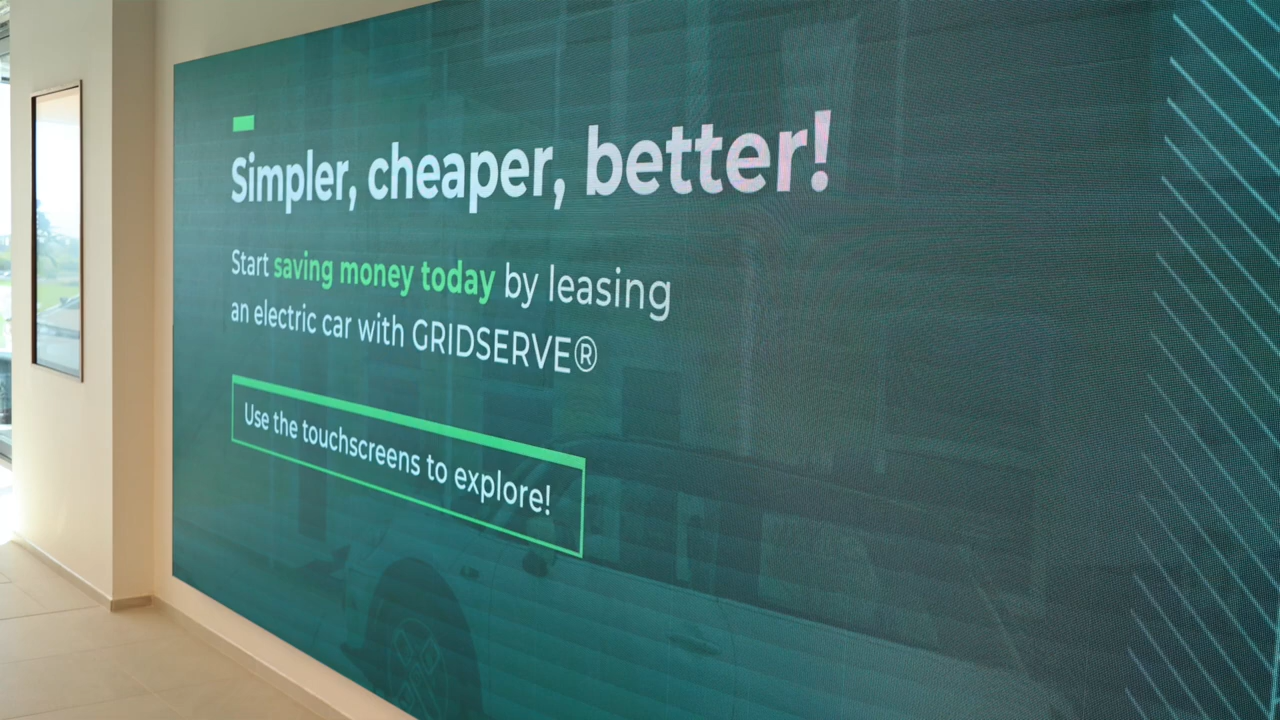 Simpler, cheaper, better!
Start saving money today by leasing
an electric car with GRIDSERVE®
Use the touchscreens to explore!